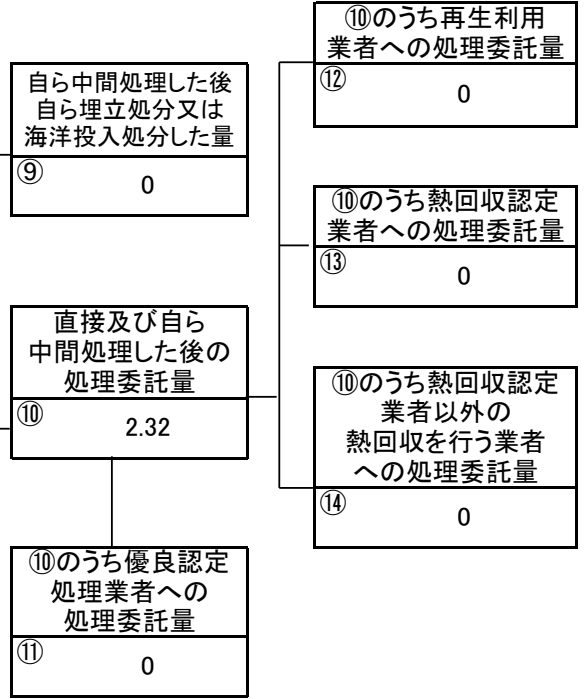 自ら中間処理した後
自ら埋立処分又は
海洋投入処分した量
⑨
0
直接及び自ら
中間処理した後の
処理委託量
⑩
2.32
⑩のうち優良認定
処理業者への
処理委託量
⑪
0
⑩のうち再生利用
業者への処理委託量
⑫
0
⑩のうち熱回収認定
業者への処理委託量
⑬
0
⑩のうち熱回収認定
業者以外の
熱回収を行う業者
への処理委託量
⑭
0